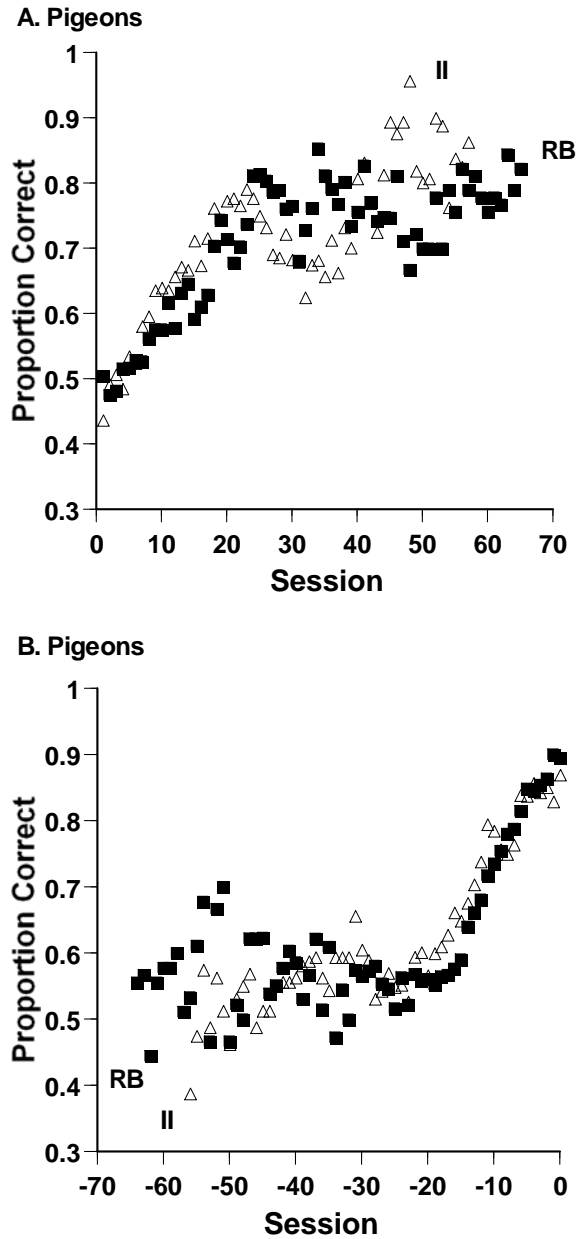 A. Pigeons
1
II
0.9
RB
0.8
0.7
0.6
0.5
0.4
0.3
Proportion Correct
0 10 20 30 40 50 60 70
Session
B. Pigeons
1
0.9
0.8
0.7
0.6
0.5
0.4
RB
II
0.3
Proportion Correct
-70 -60 -50 -40 -30 -20 -10 0
Session